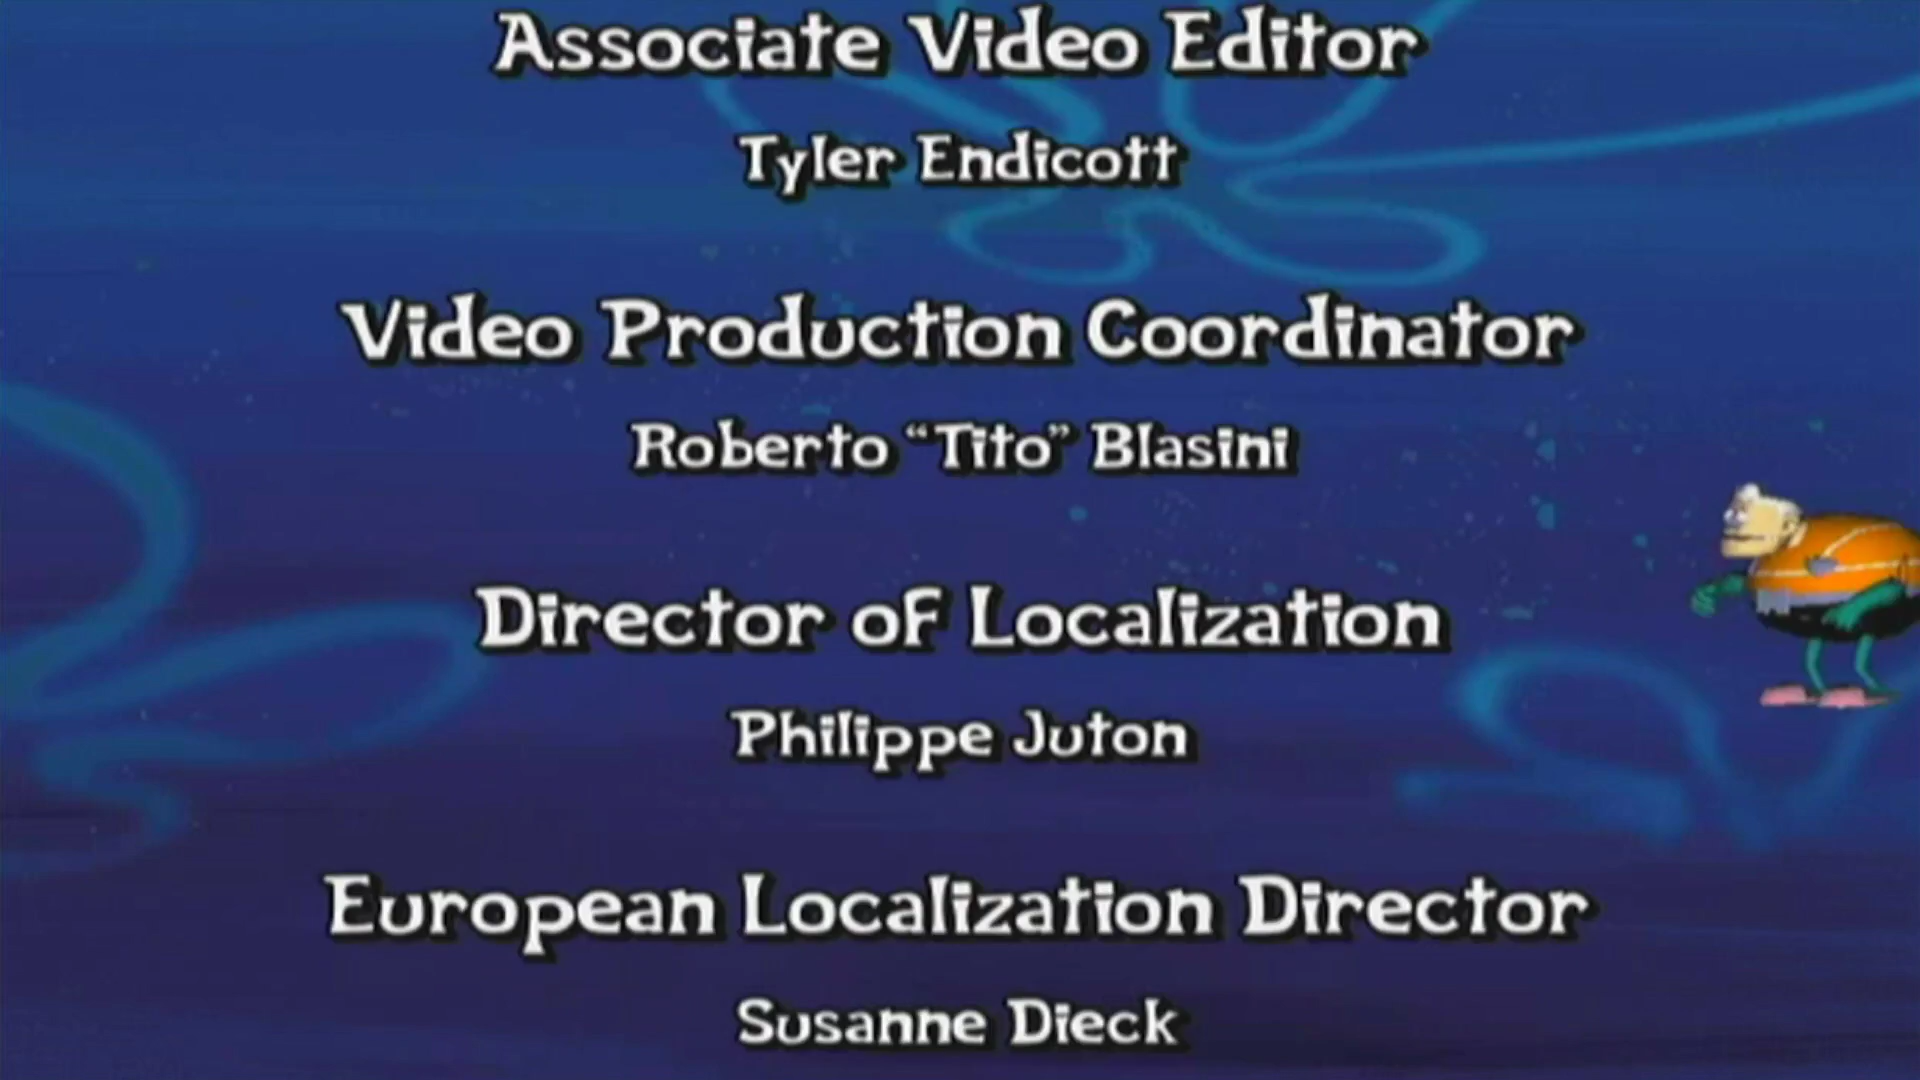 Associate Video Editor
Tyler Endicott
Video Production Coordinator
Roberto “Tito” Blasini
Director of Localization
Philippe Juton
European Localization Director
Susanne Dieck